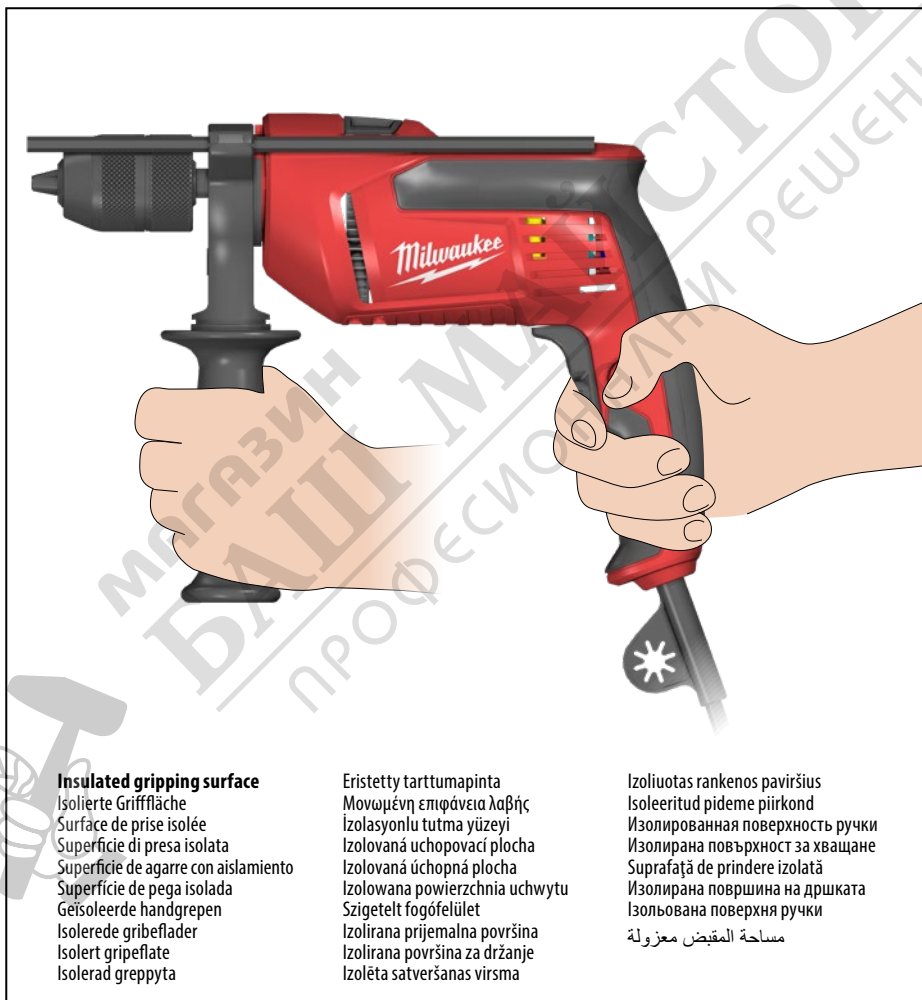 Milwaukee
магазин
БАШ МАЙСТОР
ПРОФЕСИОНАЛНИ РЕШЕНИ
Insulated gripping surface
Isolierte Grifffläche
Surface de prise isolée
Superficie di presa isolata
Superficie de agarre con aislamiento
Superfície de pega isolada
Geïsoleerde handgrepen
Isolerede gribeflader
Isolert gripeflate
Isolerad greppyta
Eristetty tarttumapinta
Μονωμένη επιφάνεια λαβής
İzolasyonlu tutma yüzeyi
Izolovaná uchopovací plocha
Izolovaná úchopná plocha
Izolowana powierzchnia uchwytu
Szigetelt fogófelület
Izolirana prijemalna površina
Izolirana površina za držanje
Izolēta satveršanas virsma
Izoliuotas rankenos paviršius
Isoleeritud pideme piirkond
Изолированная поверхность ручки
Изолирана повърхност за хващане
Suprafaţă de prindere izolată
Изолирана површина на дршката
Ізольована поверхня ручки
مساحة المقبض معزولة